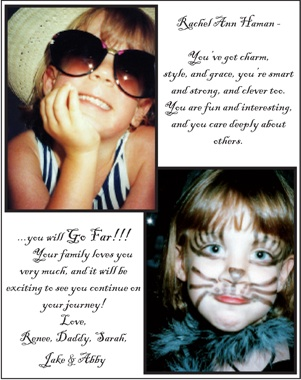 Rachel Ann Haman -
You've got charm,
style, and grace, you're smart
and strong, and clever too.
You are fun and interesting,
and you care deeply about
others.
...you will Go Far!!!
Your family loves you
very much, and it will be
exciting to see you continue on
your journey!
Love,
Renee, Daddy, Sarah,
Jake & Abby